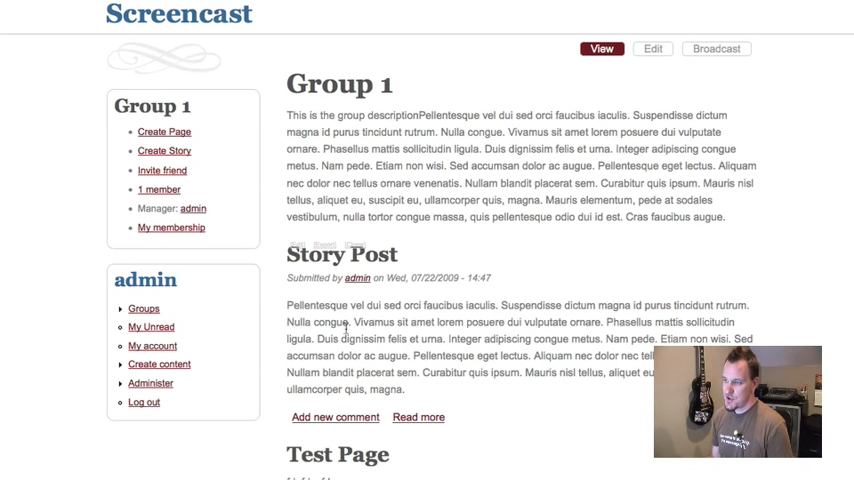 Screencast
View Edit Broadcast
Group 1
Create Page
Create Story
Invite friend
1 member
Manager: admin
My membership
admin
Groups
My Unread
My account
Create content
Administer
Log out
Group 1
This is the group descriptionPellentesque vel dui sed orci faucibus iaculis. Suspendisse dictum
magna id purus tincidunt rutrum. Nulla congue. Vivamus sit amet lorem posuere dui vulputate
ornare. Phasellus mattis sollicitudin ligula. Duis dignissim felis et urna. Integer adipiscing congue
metus. Nam pede. Etiam non wisi. Sed accumsan dolor ac augue. Pellentesque eget lectus. Aliquam
nec dolor nec tellus ornare venenatis. Nullam blandit placerat sem. Curabitur quis ipsum. Mauris nisl
tellus, aliquet eu, suscipit eu, ullamcorper quis, magna. Mauris elementum, pede at sodales
vestibulum, nulla tortor congue massa, quis pellentesque odio dui id est. Cras faucibus augue.
Story Post
Submitted by admin on Wed, 07/22/2009 - 14:47
Pellentesque vel dui sed orci faucibus iaculis. Suspendisse dictum magna id purus tincidunt rutrum.
Nulla congue. Vivamus sit amet lorem posuere dui vulputate ornare. Phasellus mattis sollicitudin
ligula. Duis dignissim felis et urna. Integer adipiscing congue metus. Nam pede. Etiam non wisi. Sed
accumsan dolor ac augue. Pellentesque eget lectus. Aliquam nec dolor nec tel
placerat sem. Curabitur quis ipsum. Mauris nisl tellus, aliquet eu
ullamcorper quis, magna.
Add new comment Read more
Test Page